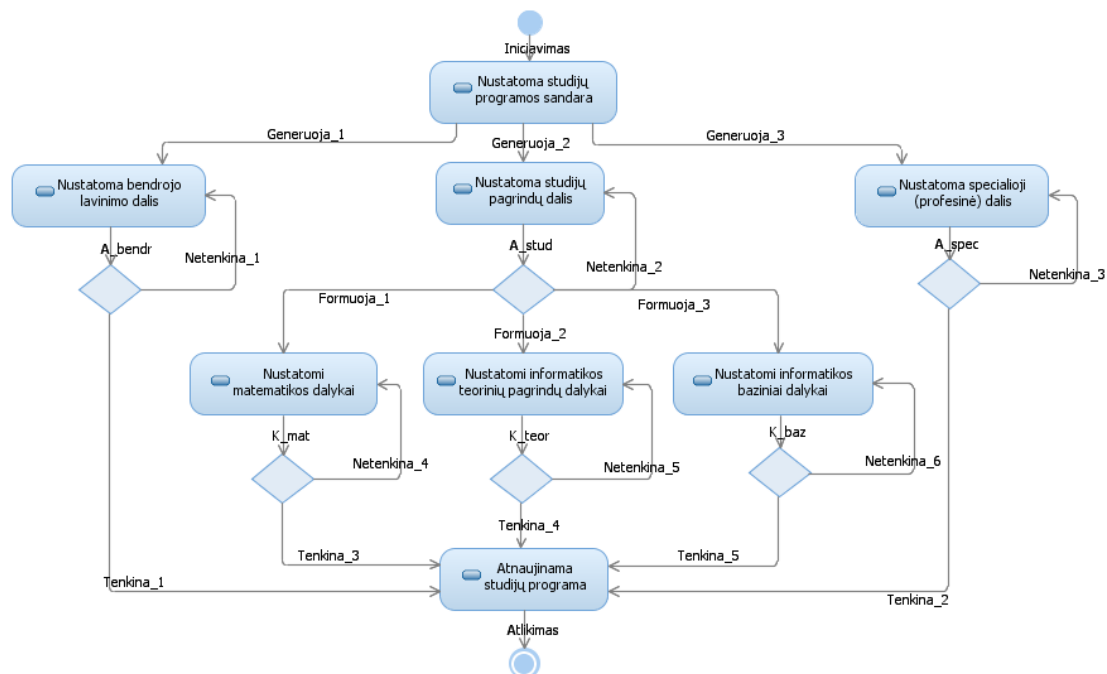 Iniciavimas
Nustatoma studijų
programos sandara
Generuoja_1
Generuoja_2
Generuoja_3
Nustatoma bendrojo
lavinimo dalis
Nustatoma studijų
pagrindų dalis
Nustatoma specialioji
(profesinė) dalis
A_bendr
Netenkina_1
A_stud
Netenkina_2
A_spec
Netenkina_3
Formuoja_1
Formuoja_2
Formuoja_3
Nustatomi
matematikos dalykai
Nustatomi informatikos
teorinių pagrindų dalykai
Nustatomi informatikos
baziniai dalykai
K_mat
Netenkina_4
K_teor
Netenkina_5
K_baz
Netenkina_6
Tenkina_3
Tenkina_4
Tenkina_5
Tenkina_1
Atnaujinama
studijų programa
Tenkina_2
Atlikimas